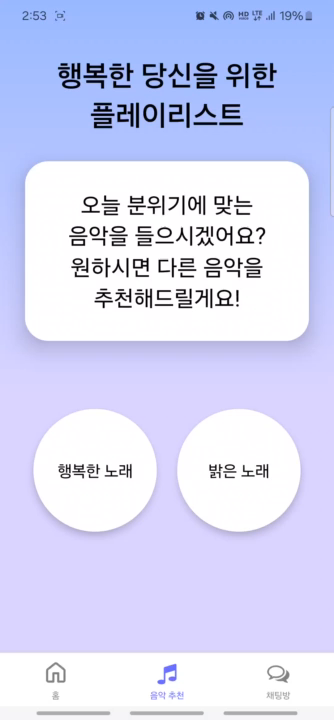 2:53
HD LTE 19%
행복한 당신을 위한
플레이리스트
오늘 분위기에 맞는
음악을 들으시겠어요?
원하시면 다른 음악을
추천해드릴게요!
행복한 노래
밝은 노래
홈
음악 추천
채팅방